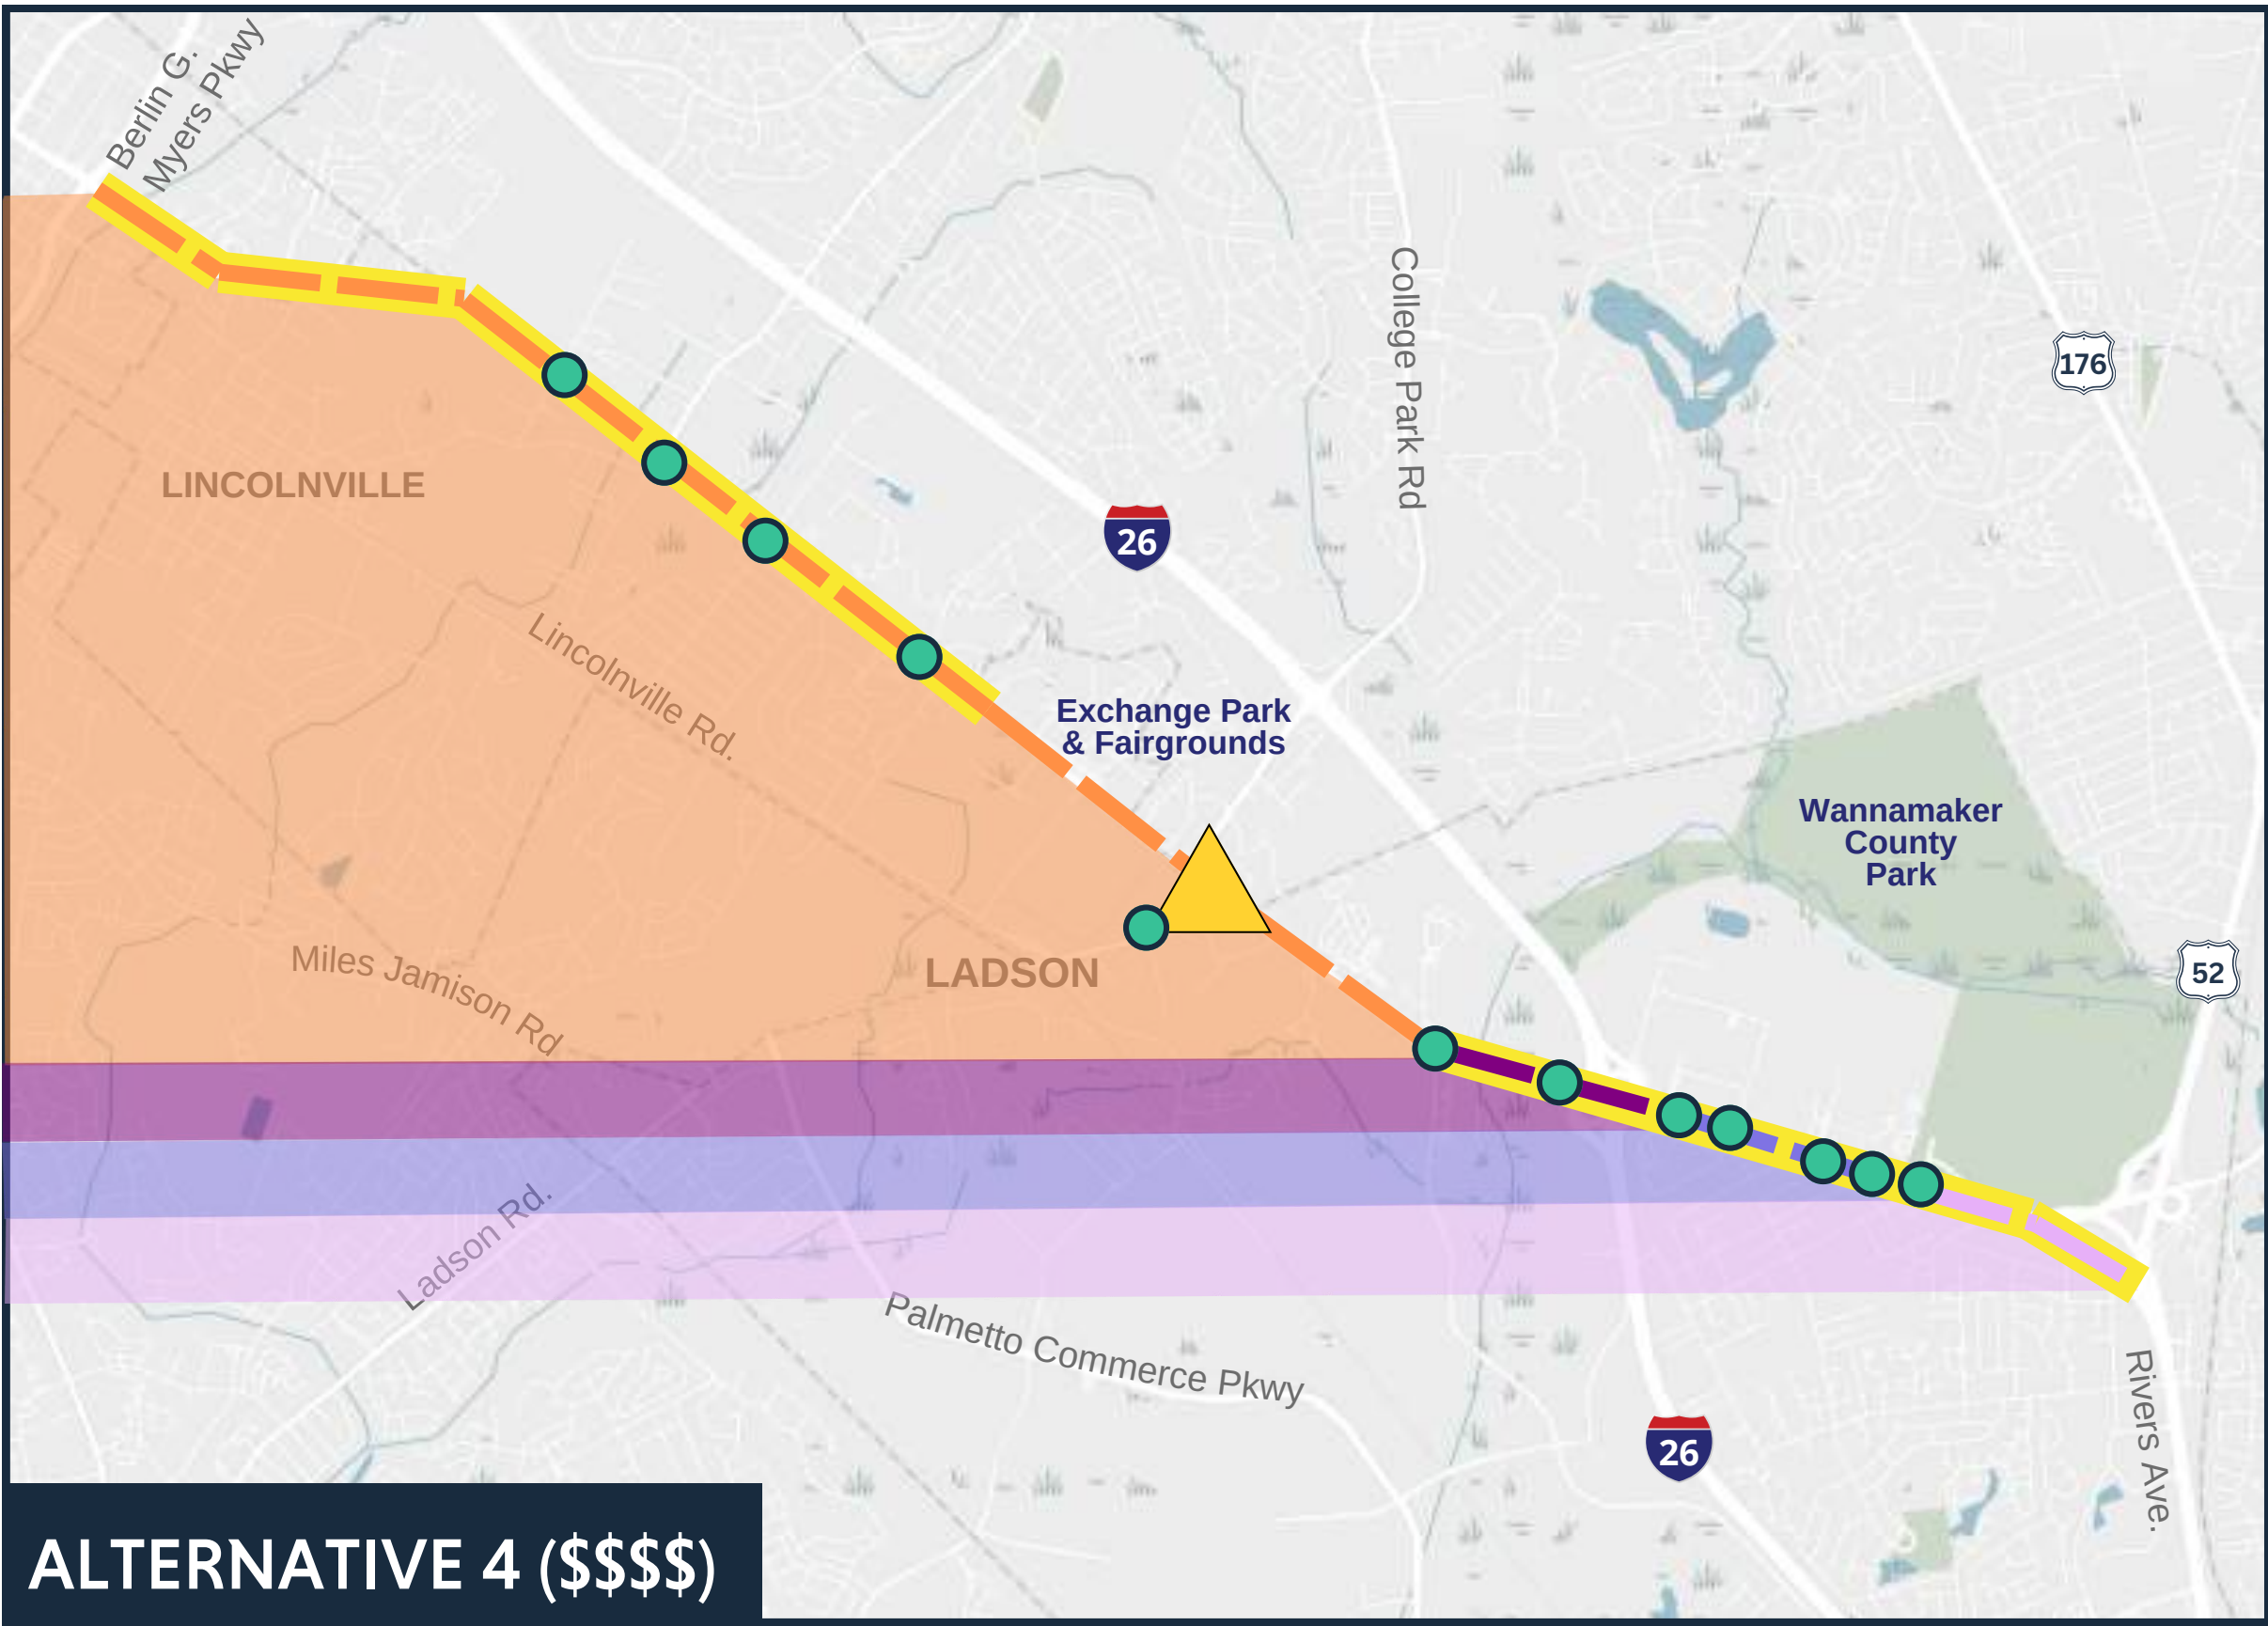 Berlin G.
Myers Pkwy
College Park Rd
176
LINCOLNVILLE
26
Lincolnville Rd.
Exchange Park
& Fairgrounds
Wannamaker
County
Park
Miles Jamison Rd
LADSON
52
Ladson Rd.
Palmetto Commerce Pkwy
Rivers Ave.
26
ALTERNATIVE 4 ($$$$)